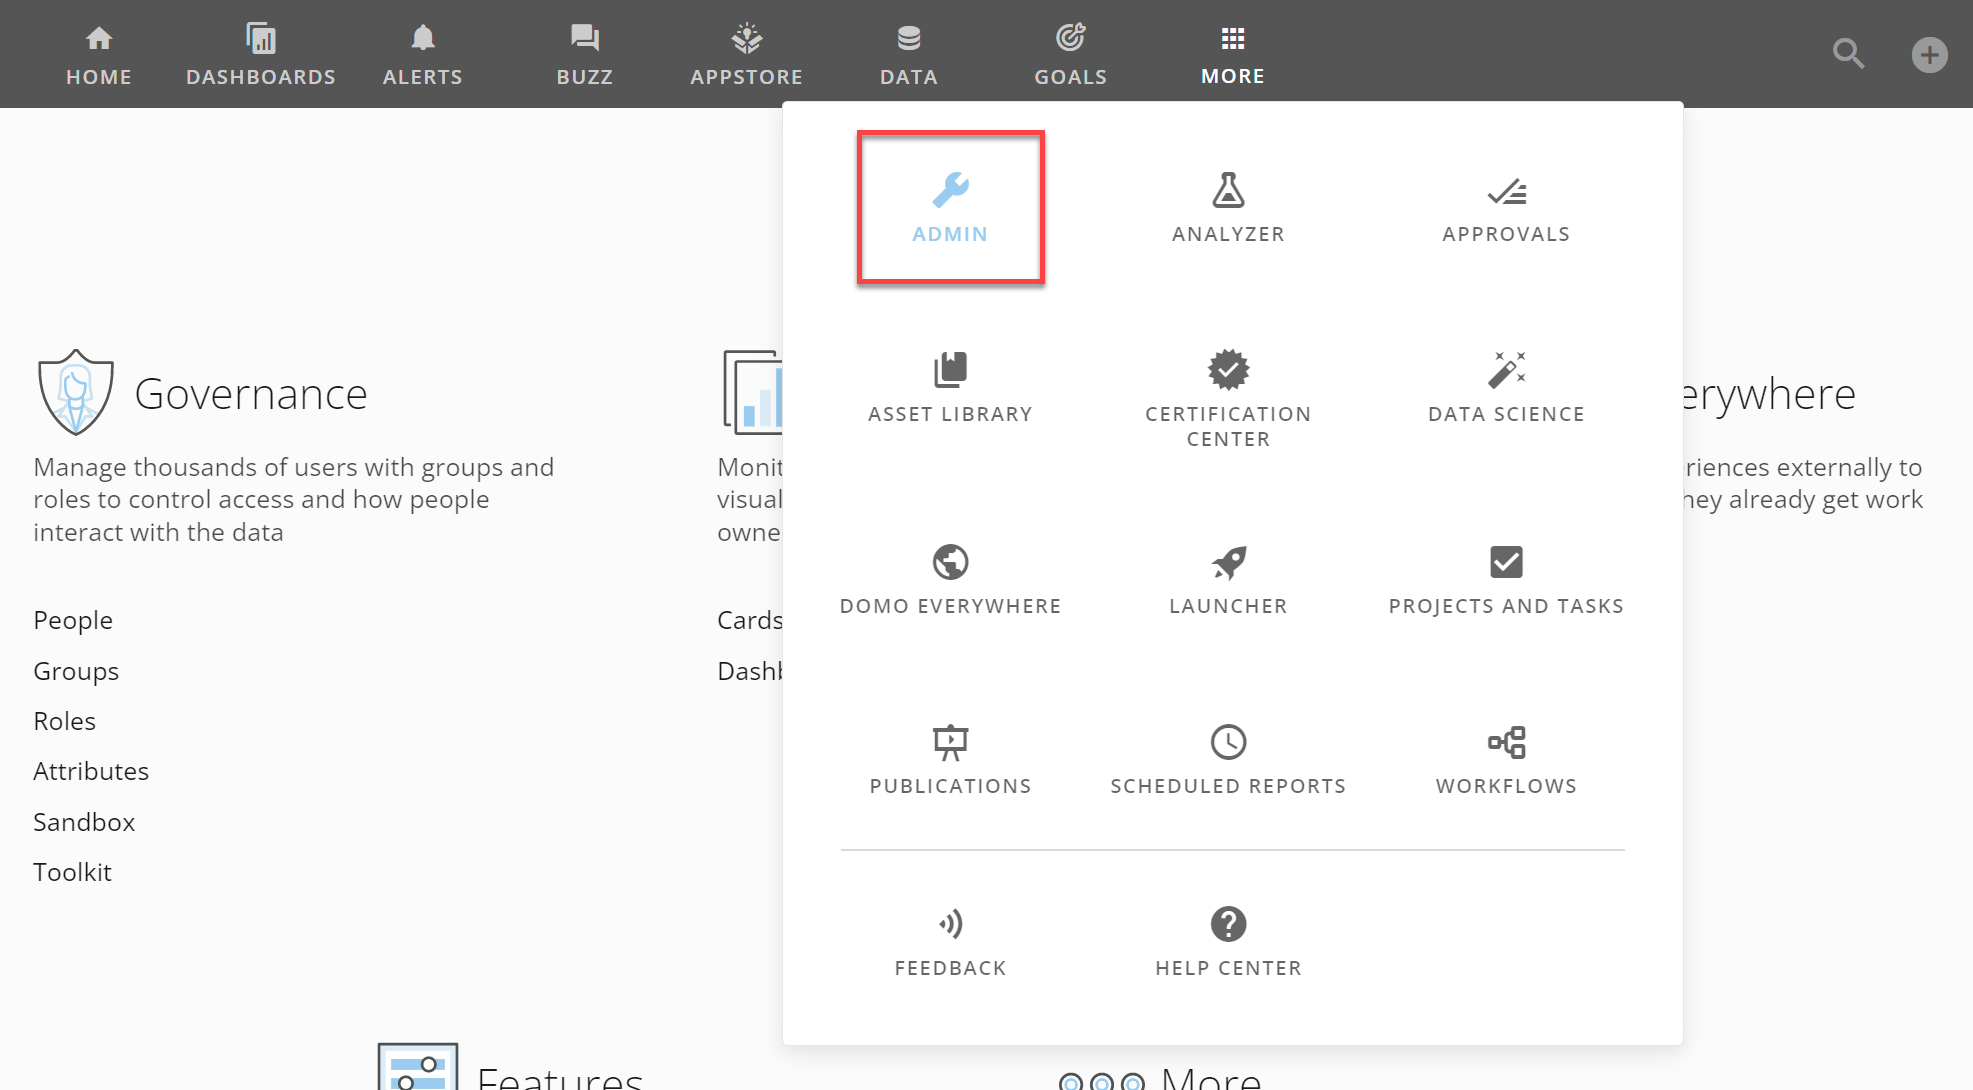 HOME
DASHBOARDS
ALERTS
BUZZ
APPSTORE
DATA
GOALS
MORE
ADMIN
ANALYZER
APPROVALS
ASSET LIBRARY
CERTIFICATION
CENTER
DATA SCIENCE
DOMO EVERYWHERE
LAUNCHER
PROJECTS AND TASKS
PUBLICATIONS
SCHEDULED REPORTS
WORKFLOWS
FEEDBACK
HELP CENTER
Governance
Manage thousands of users with groups and
roles to control access and how people
interact with the data
People
Groups
Roles
Attributes
Sandbox
Toolkit
Monit
visual
owne
Cards
Dashb
erywhere
riences externally to
hey already get work
Features
More